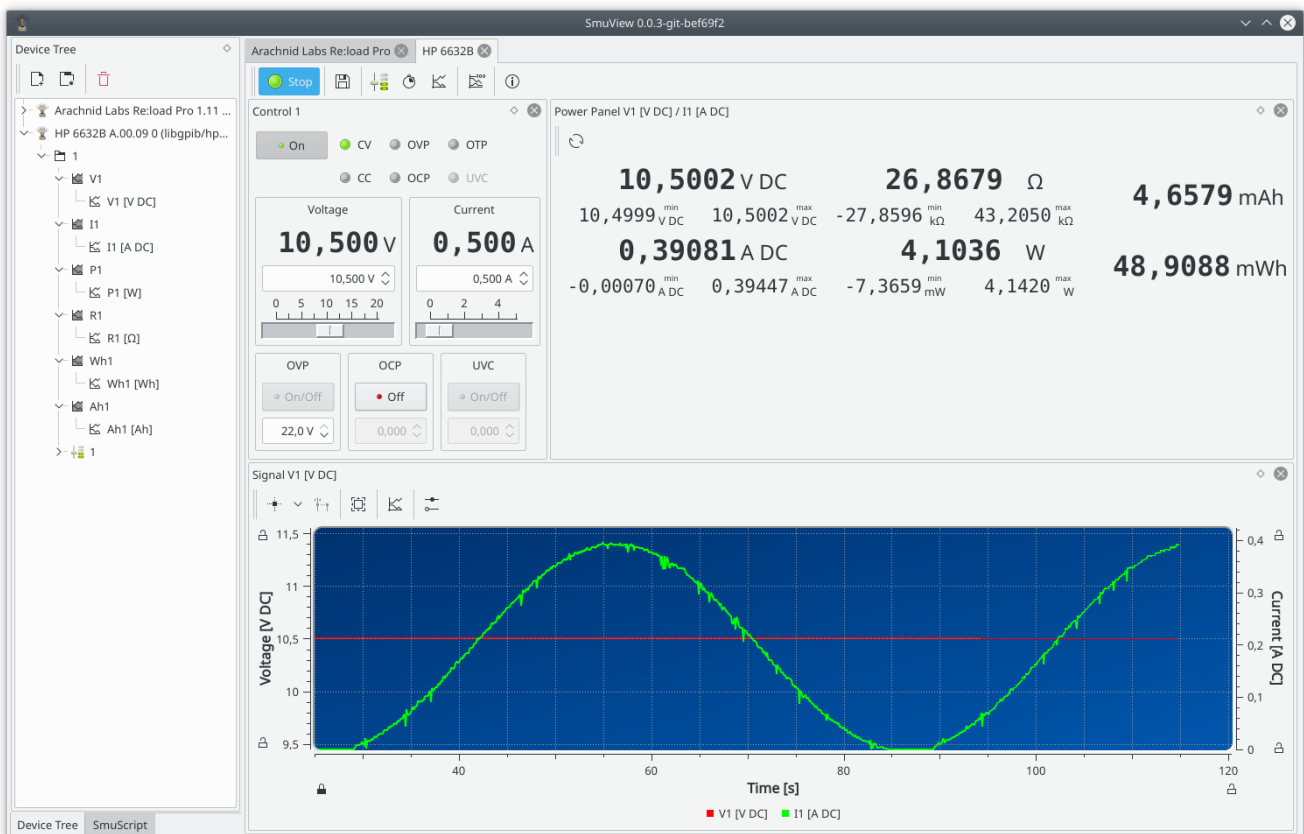 SmuView 0.0.3-git-bef69f2
Device Tree
Arachnid Labs Re:load Pro 1.11 ...
HP 6632B A.00.09 0 (libgpib/hp...
1
V1
V1 [V DC]
I1
I1 [A DC]
P1
P1 [W]
R1
R1 [Ω]
Wh1
Wh1 [Wh]
Ah1
Ah1 [Ah]
1
Device Tree SmuScript
Arachnid Labs Re:load Pro HP 6632B
Stop
Control 1
On CV OVP OTP
CC OCP UVC
Voltage
10,500 V
10,500 V
0 5 10 15 20
Current
0,500 A
0,500 A
0 2 4
OVP
On/Off
22,0 V
OCP
Off
0,000
UVC
On/Off
0,000
Power Panel V1 [V DC] / I1 [A DC]
10,5002 V DC 26,8679 Ω 4,6579 mAh
10,4999 min V DC 10,5002 max V DC -27,8596 min kΩ 43,2050 max kΩ
0,39081 A DC 4,1036 W 48,9088 mWh
-0,00070 min A DC 0,39447 max A DC -7,3659 min mW 4,1420 max W
Signal V1 [V DC]
Voltage [V DC]
11,5
11
10,5
10
9,5
0,4
0,3
0,2
0,1
0
Current [A DC]
40 60 80 100 120
Time [s]
V1 [V DC] I1 [A DC]